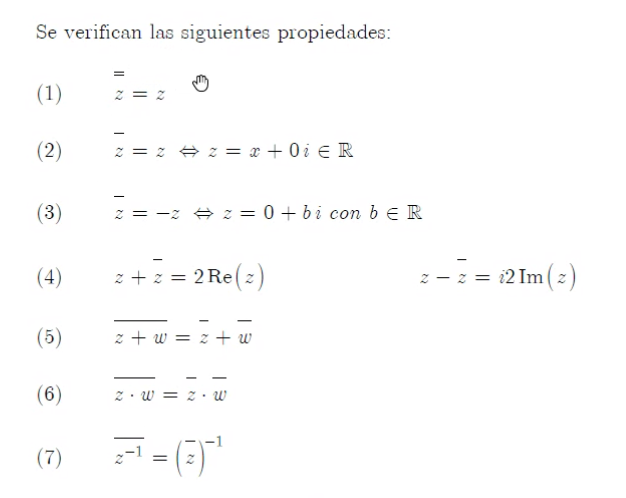 Se verifican las siguientes propiedades:
(1) $\overline{\overline{z}} = z$
(2) $\overline{z} = z \Leftrightarrow z = x + 0\,i \in \mathbb{R}$
(3) $\overline{z} = -z \Leftrightarrow z = 0 + b\,i \ con \ b \in \mathbb{R}$
(4) $z + \overline{z} = 2\,\mathrm{Re}(z)$ $z - \overline{z} = i2\,\mathrm{Im}(z)$
(5) $\overline{z + w} = \overline{z} + \overline{w}$
(6) $\overline{z \cdot w} = \overline{z} \cdot \overline{w}$
(7) $\overline{z^{-1}} = \left(\overline{z}\right)^{-1}$